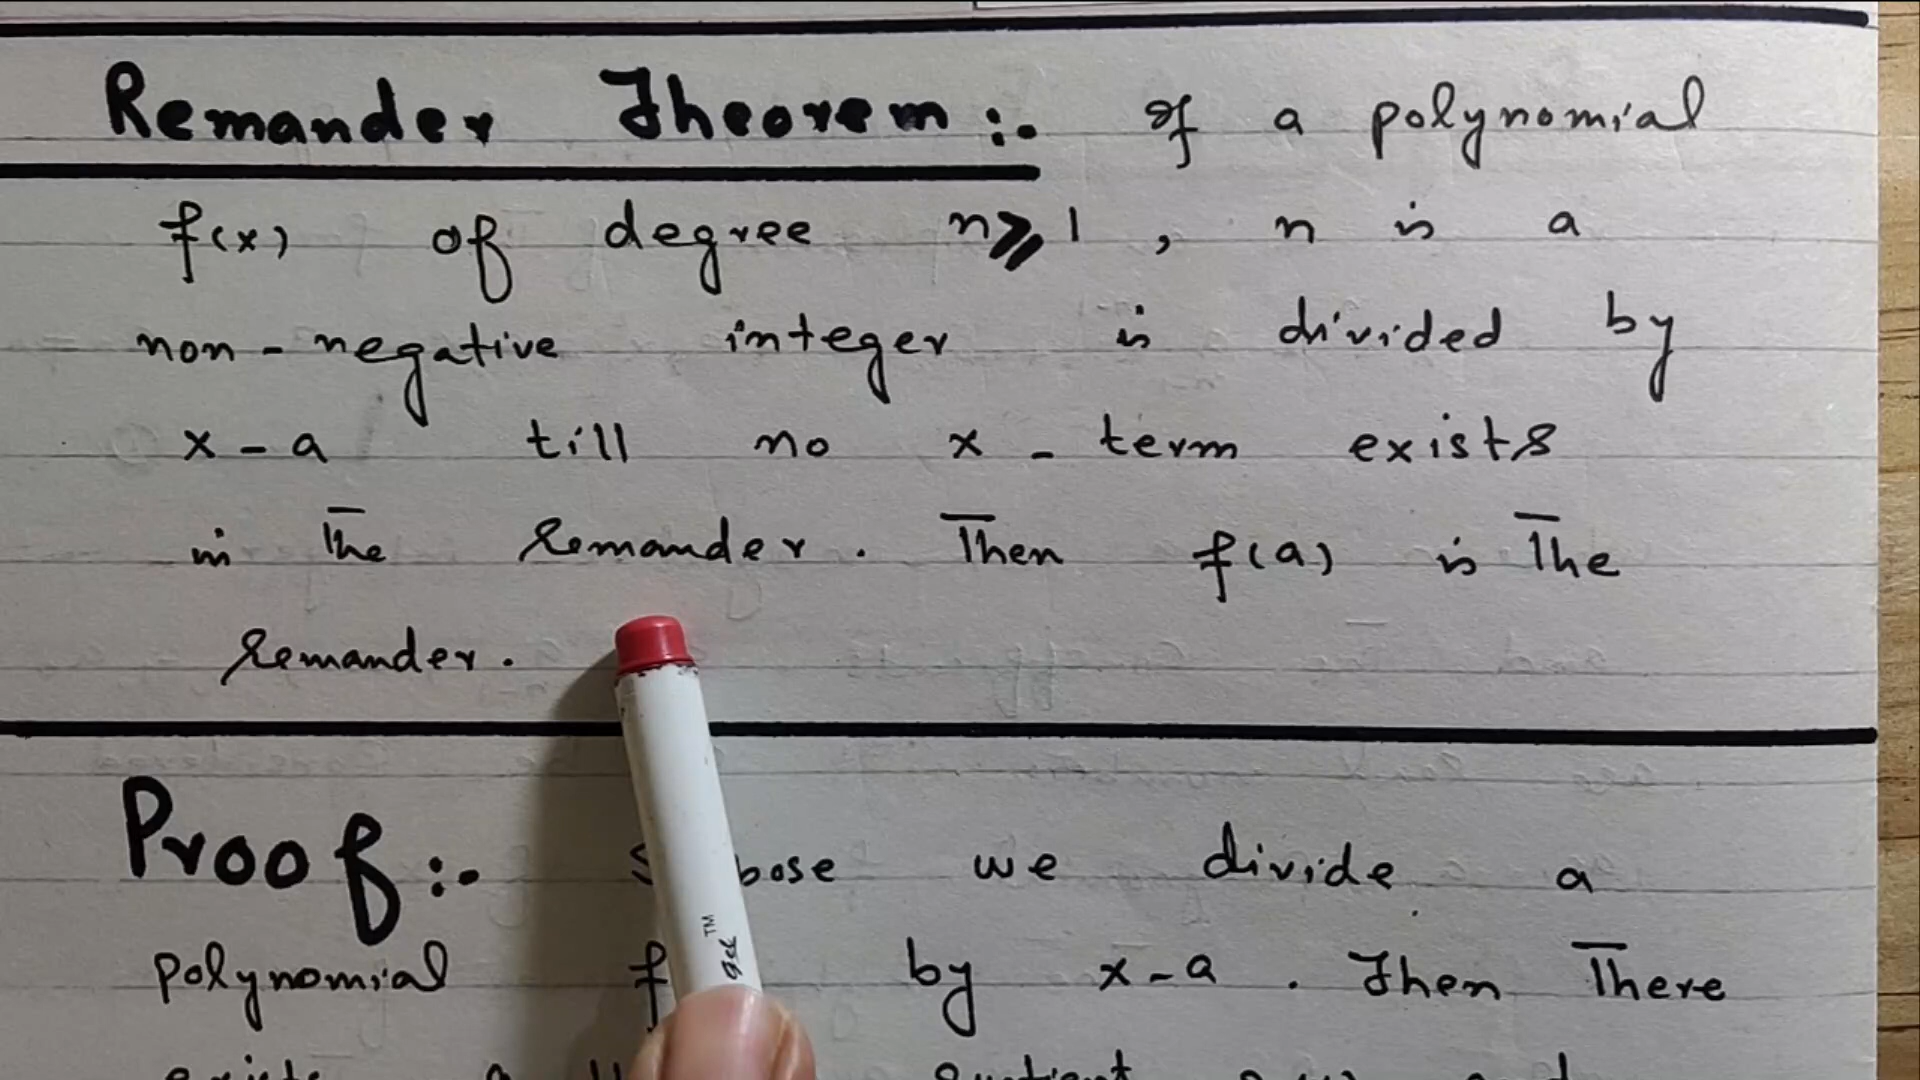 Remander Theorem:- If a polynomial
f(x) of degree n⩾1, n is a
non-negative integer is divided by
x-a till no x-term exists
in the remander. Then f(a) is the
remander.
Proof:- we divide a
polynomial by x-a. Then there
quotient